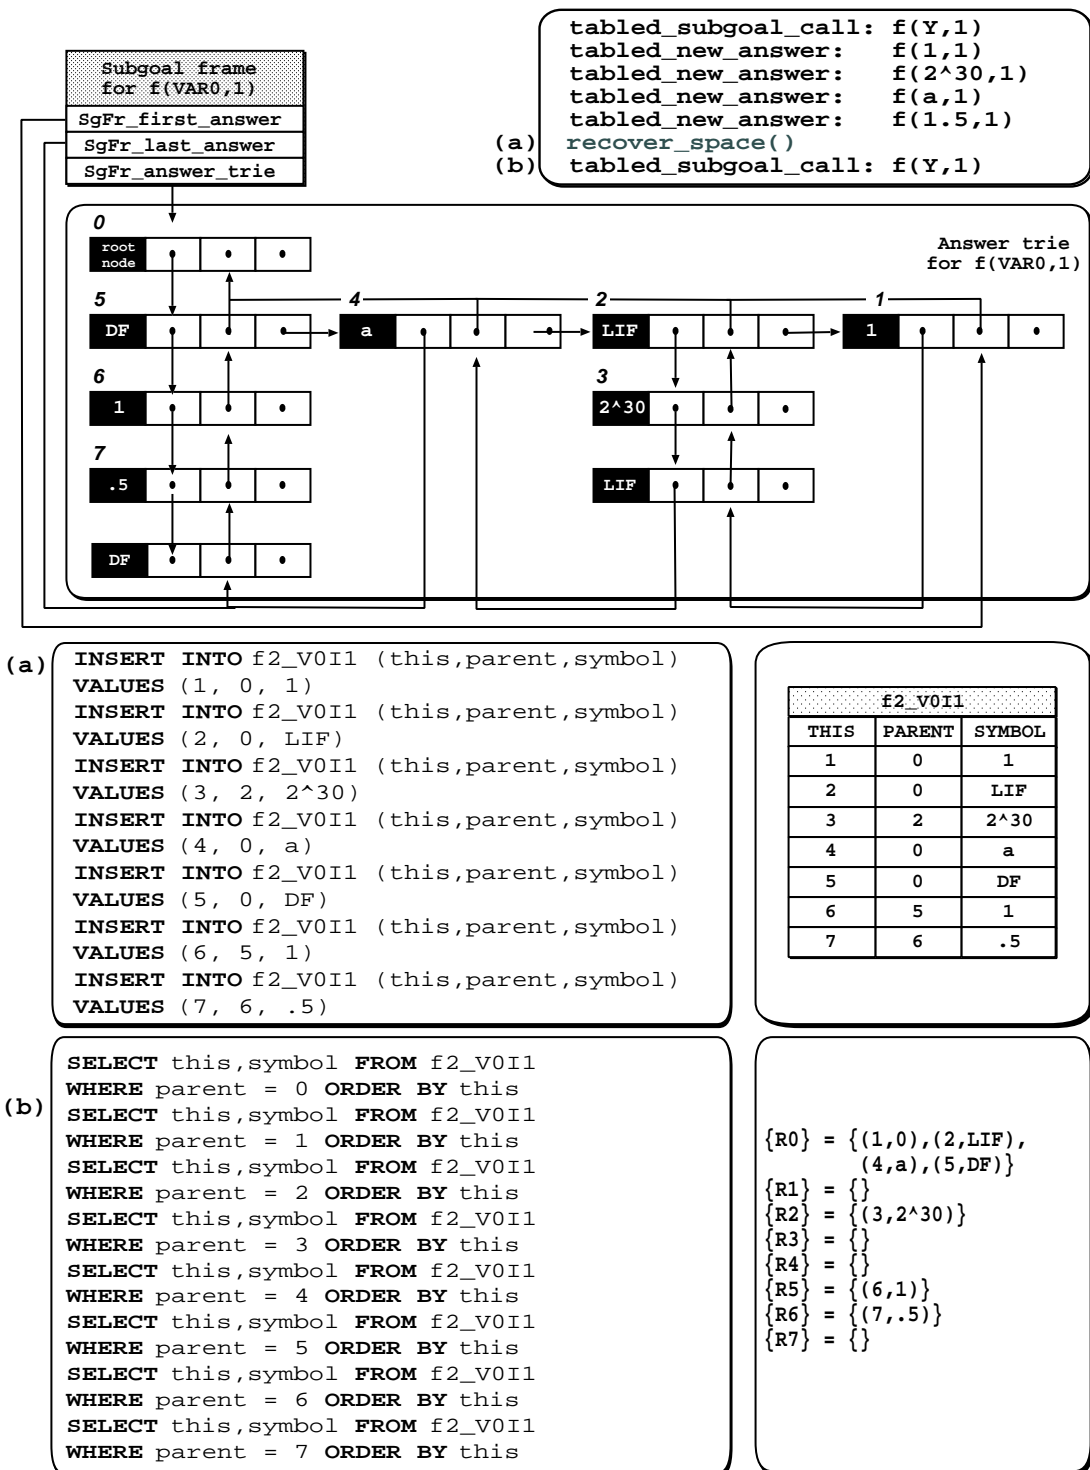 tabled_subgoal_call: f(Y,1)
tabled_new_answer: f(1,1)
tabled_new_answer: f(2^30,1)
tabled_new_answer: f(a,1)
tabled_new_answer: f(1.5,1)
(a) recover_space()
(b) tabled_subgoal_call: f(Y,1)
Subgoal frame
for f(VAR0,1)
SgFr_first_answer
SgFr_last_answer
SgFr_answer_trie
0
root
node
Answer trie
for f(VAR0,1)
5 4 2 1
DF a LIF 1
6 3
1 2^30
7
.5 LIF
DF
(a)
INSERT INTO f2_V0I1 (this,parent,symbol)
VALUES (1, 0, 1)
INSERT INTO f2_V0I1 (this,parent,symbol)
VALUES (2, 0, LIF)
INSERT INTO f2_V0I1 (this,parent,symbol)
VALUES (3, 2, 2^30)
INSERT INTO f2_V0I1 (this,parent,symbol)
VALUES (4, 0, a)
INSERT INTO f2_V0I1 (this,parent,symbol)
VALUES (5, 0, DF)
INSERT INTO f2_V0I1 (this,parent,symbol)
VALUES (6, 5, 1)
INSERT INTO f2_V0I1 (this,parent,symbol)
VALUES (7, 6, .5)
f2_V0I1
THIS PARENT SYMBOL
1 0 1
2 0 LIF
3 2 2^30
4 0 a
5 0 DF
6 5 1
7 6 .5
(b)
SELECT this,symbol FROM f2_V0I1
WHERE parent = 0 ORDER BY this
SELECT this,symbol FROM f2_V0I1
WHERE parent = 1 ORDER BY this
SELECT this,symbol FROM f2_V0I1
WHERE parent = 2 ORDER BY this
SELECT this,symbol FROM f2_V0I1
WHERE parent = 3 ORDER BY this
SELECT this,symbol FROM f2_V0I1
WHERE parent = 4 ORDER BY this
SELECT this,symbol FROM f2_V0I1
WHERE parent = 5 ORDER BY this
SELECT this,symbol FROM f2_V0I1
WHERE parent = 6 ORDER BY this
SELECT this,symbol FROM f2_V0I1
WHERE parent = 7 ORDER BY this
{R0} = {(1,0),(2,LIF),
(4,a),(5,DF)}
{R1} = {}
{R2} = {(3,2^30)}
{R3} = {}
{R4} = {}
{R5} = {(6,1)}
{R6} = {(7,.5)}
{R7} = {}